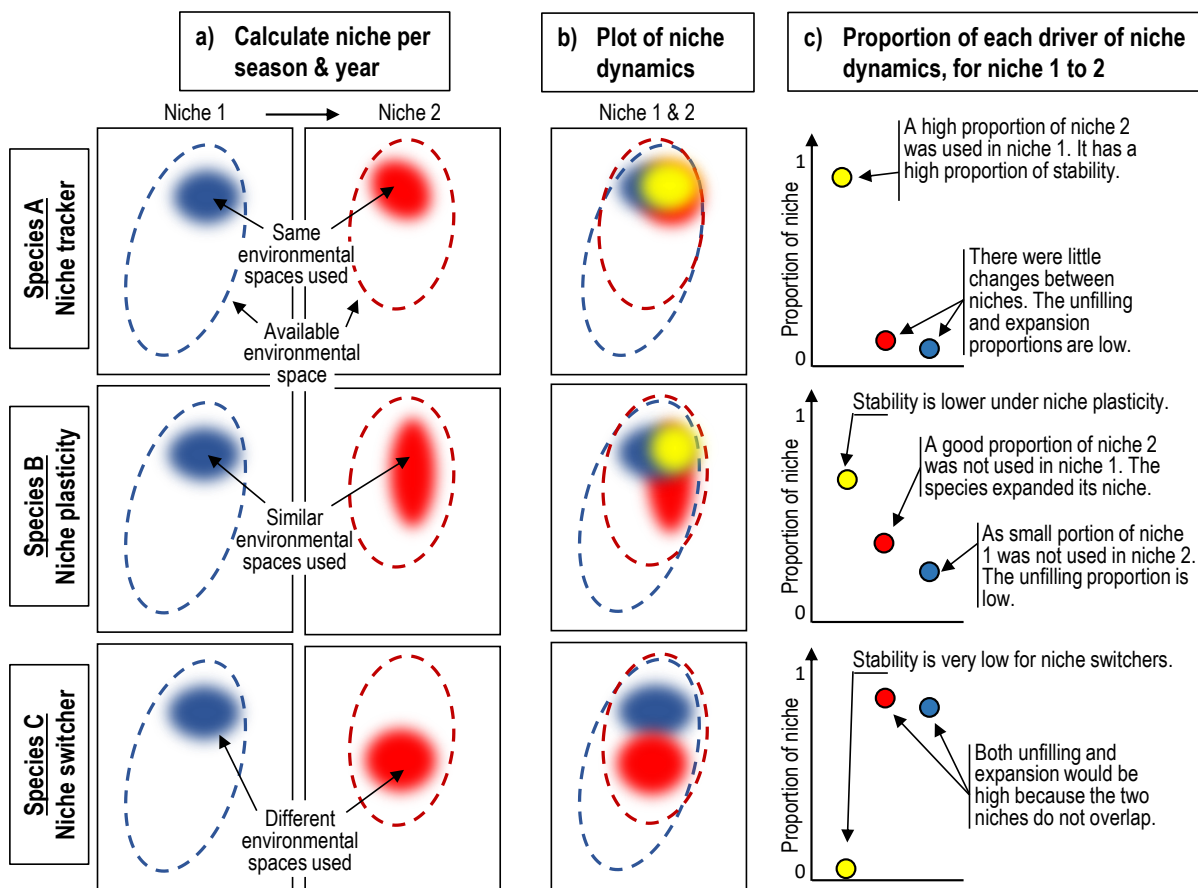 a) Calculate niche per
season & year
b) Plot of niche
dynamics
c) Proportion of each driver of niche
dynamics, for niche 1 to 2
Niche 1
Niche 2
Niche 1 & 2
Species A
Niche tracker
Same
environmental
spaces used
Available
environmental
space
Proportion of niche
1
0
A high proportion of niche 2
was used in niche 1. It has a
high proportion of stability.
There were little
changes between
niches. The unfilling
and expansion
proportions are low.
Species B
Niche plasticity
Similar
environmental
spaces used
Proportion of niche
1
0
Stability is lower under niche plasticity.
A good proportion of niche 2
was not used in niche 1. The
species expanded its niche.
As small portion of niche
1 was not used in niche 2.
The unfilling proportion is
low.
Species C
Niche switcher
Different
environmental
spaces used
Proportion of niche
1
0
Stability is very low for niche switchers.
Both unfilling and
expansion would be
high because the two
niches do not overlap.